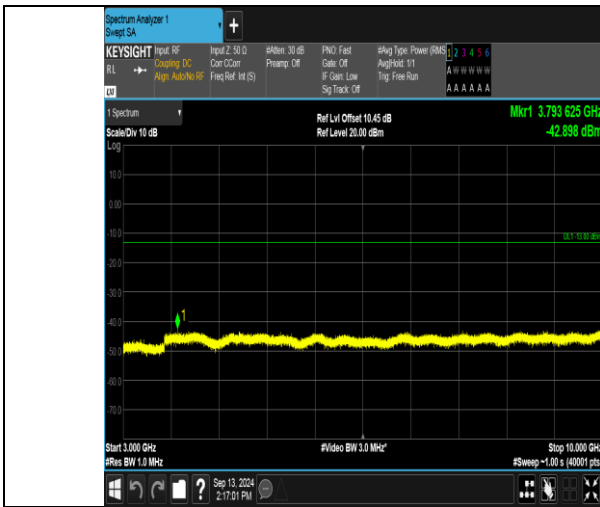 Spectrum Analyzer 1
Swept SA
+
KEYSIGHT Input: RF Input Z: 50 Ω #Atten: 30 dB PNO: Fast #Avg Type: Power (RMS 1 2 3 4 5 6
RL Coupling: DC Corr CCorr Preamp: Off Gate: Off Avg|Hold: 1/1 A W W W W W
Align: Auto/No RF Freq Ref: Int (S) IF Gain: Low Trig: Free Run
Sig Track: Off A A A A A A
LXI
1 Spectrum Ref Lvl Offset 10.45 dB Mkr1 3.793 625 GHz
Scale/Div 10 dB Ref Level 20.00 dBm -42.898 dBm
Log
10.0
0.00
-10.0
DL1 -13.00 dBm
-20.0
-30.0
-40.0
1
-50.0
-60.0
-70.0
Start 3.000 GHz #Video BW 3.0 MHz* Stop 10.000 GHz
#Res BW 1.0 MHz #Sweep ~1.00 s (40001 pts
? Sep 13, 2024
2:17:01 PM